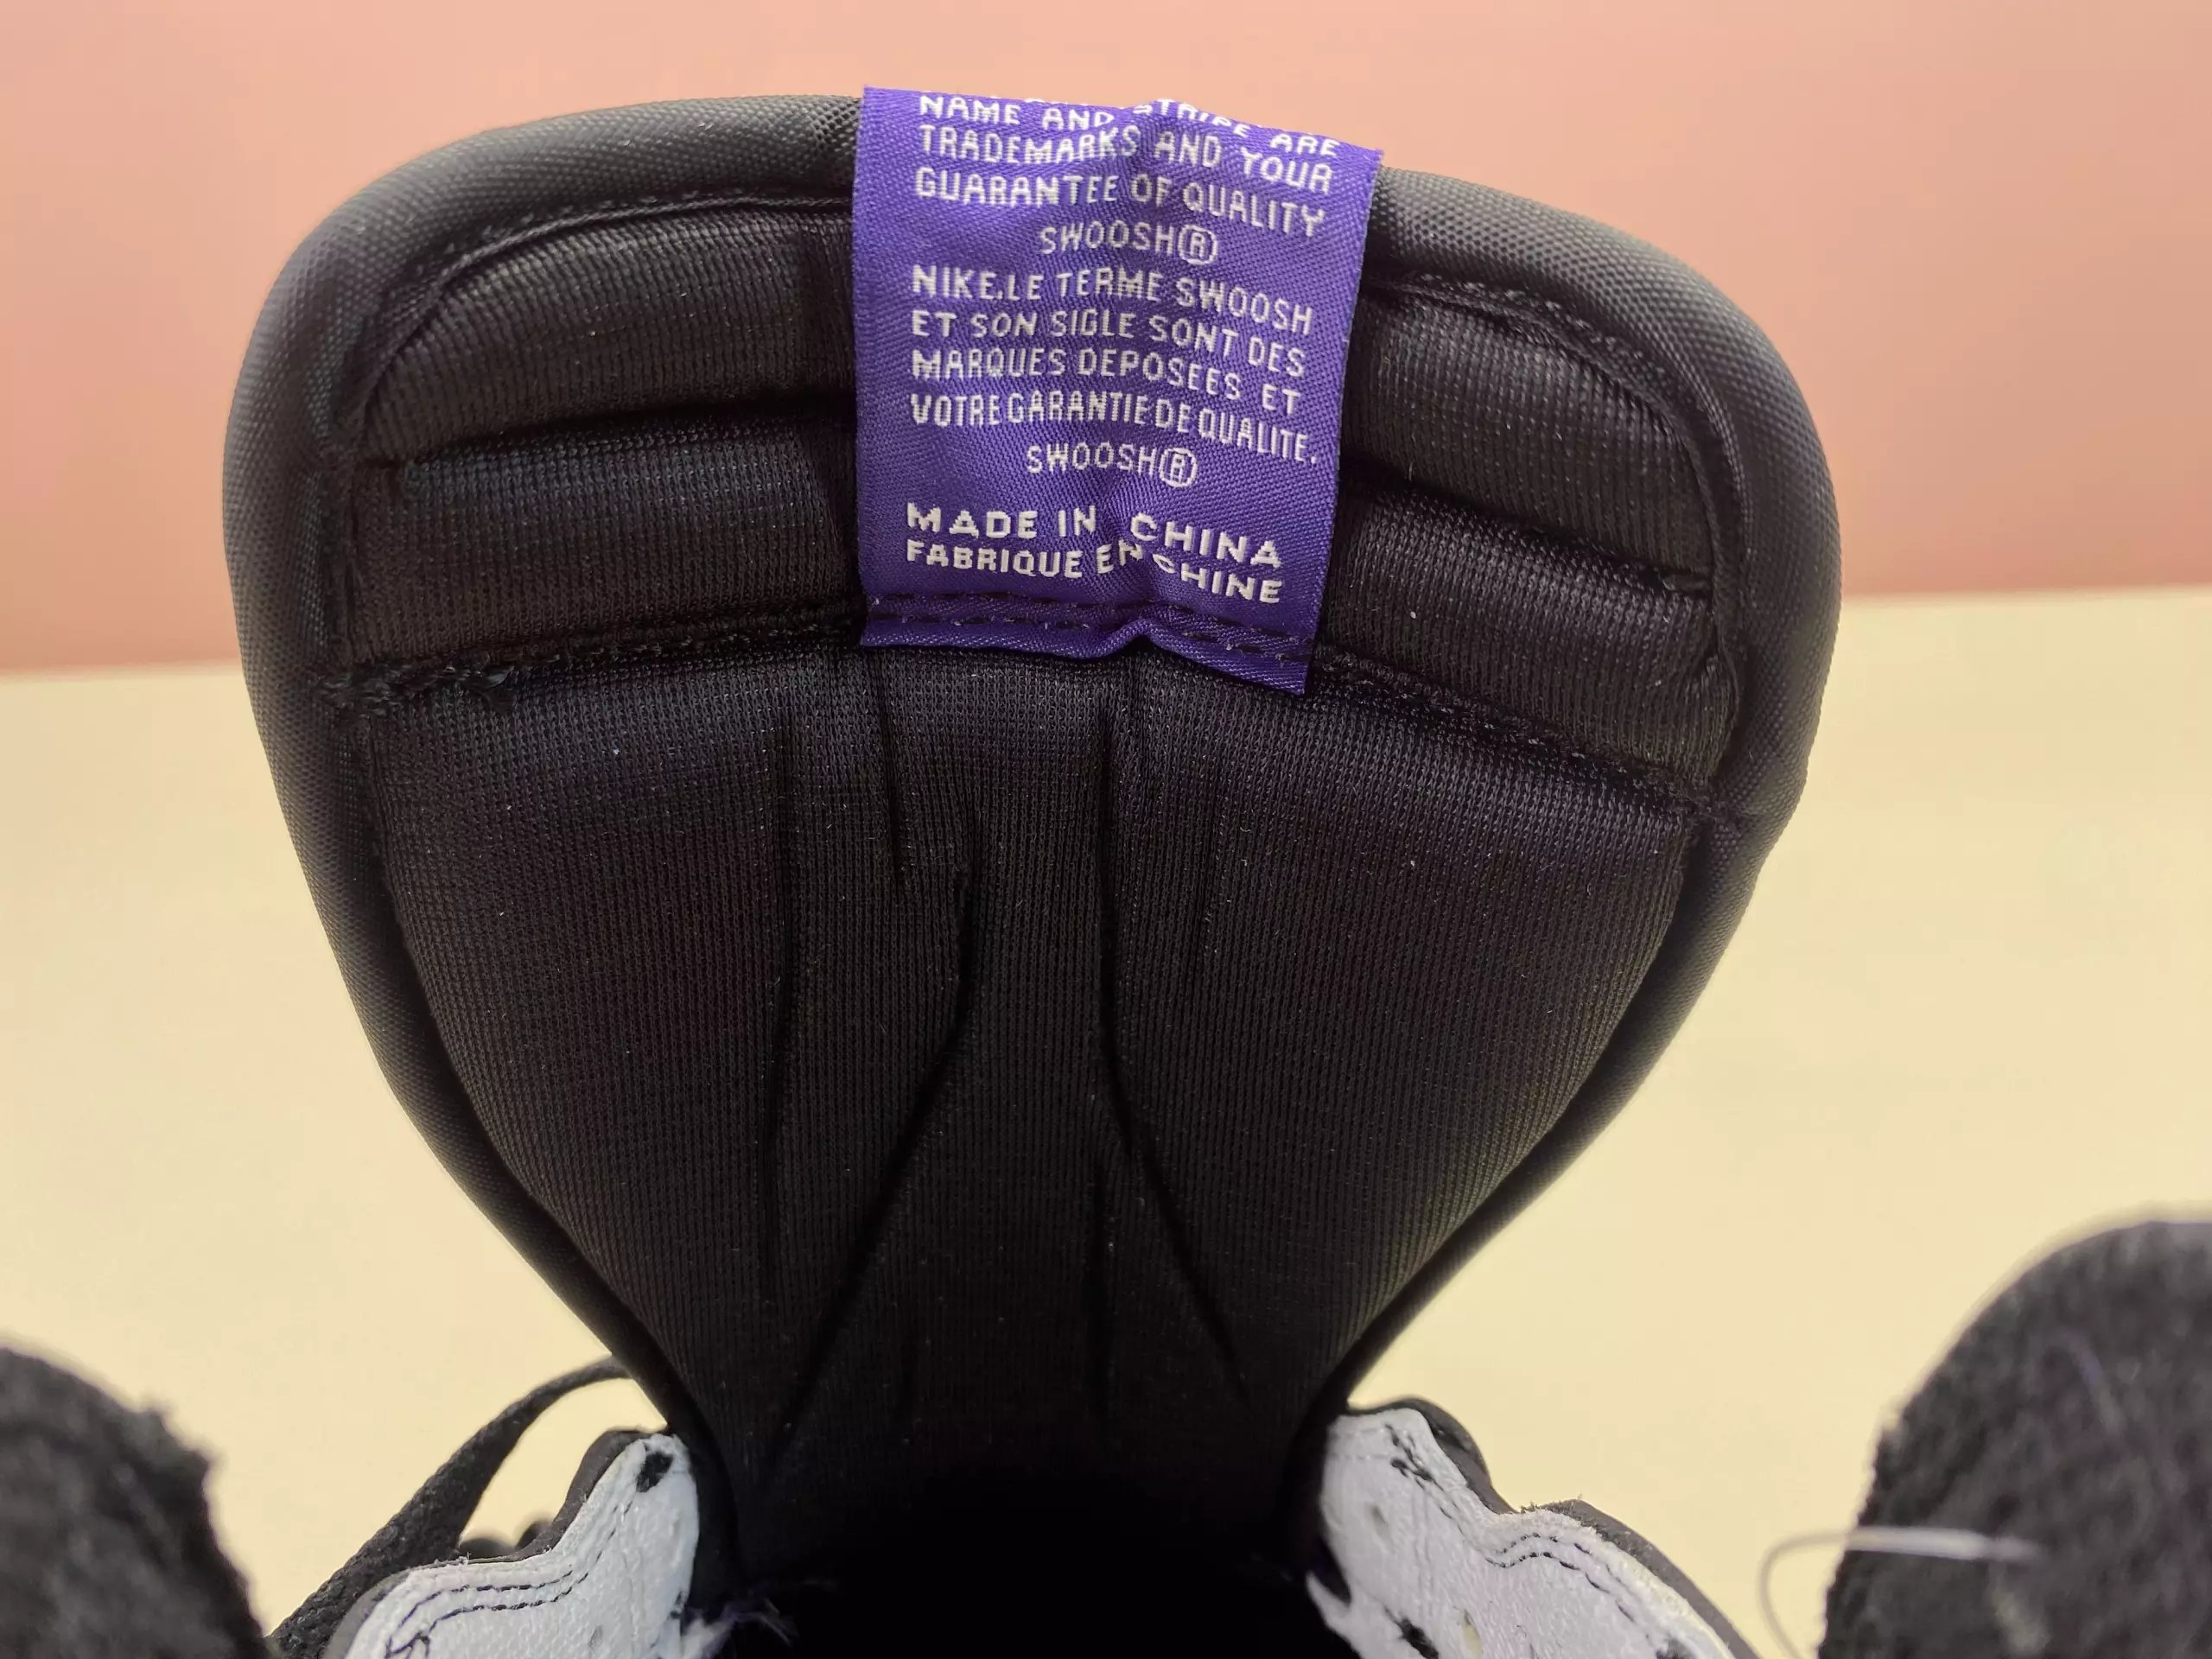 NAME AND STRIPE ARE
TRADEMARKS AND YOUR
GUARANTEE OF QUALITY
SWOOSH®
NIKE.LE TERME SWOOSH
ET SON SIGLE SONT DES
MARQUES DEPOSEES ET
VOTRE GARANTIE DE QUALITE.
SWOOSH®
MADE IN CHINA
FABRIQUE EN CHINE